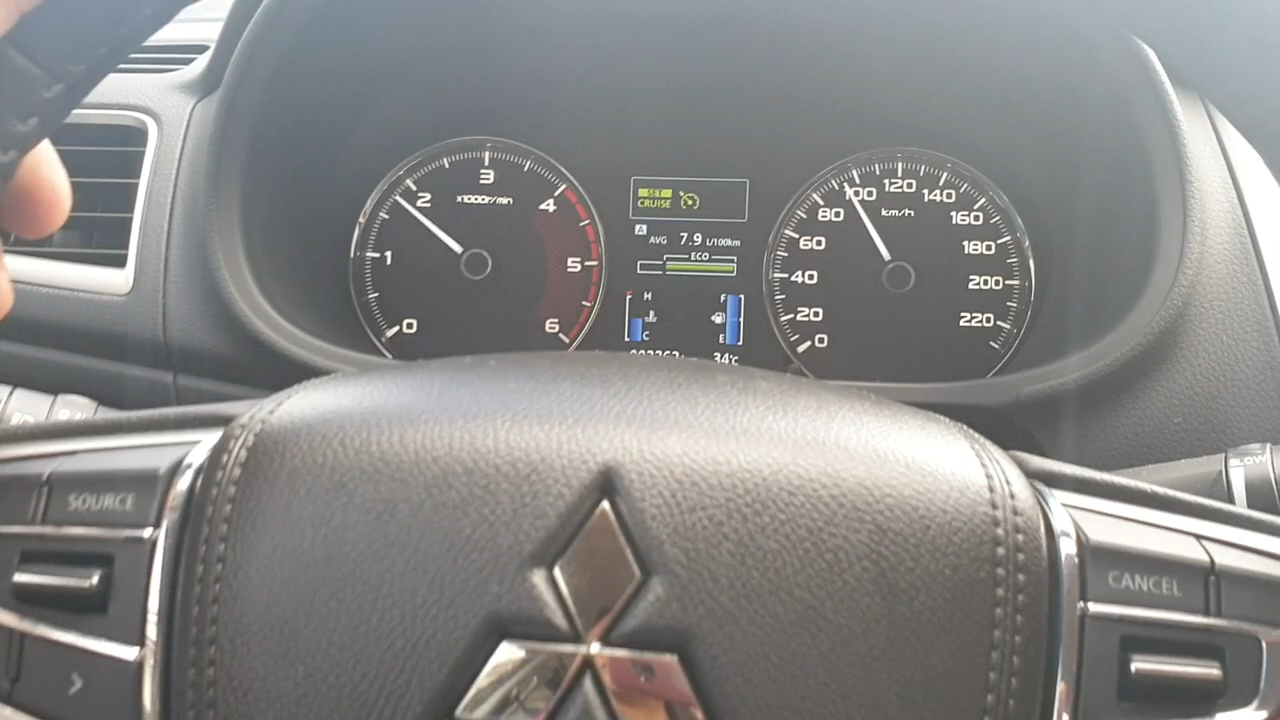 0
1
2
3
4
5
6
x1000r/min
SET
CRUISE
A
AVG 7.9 L/100km
ECO
H
C
F
E
34°c
0
20
40
60
80
100
120
140
160
180
200
220
km/h
SOURCE
CANCEL
SLOW